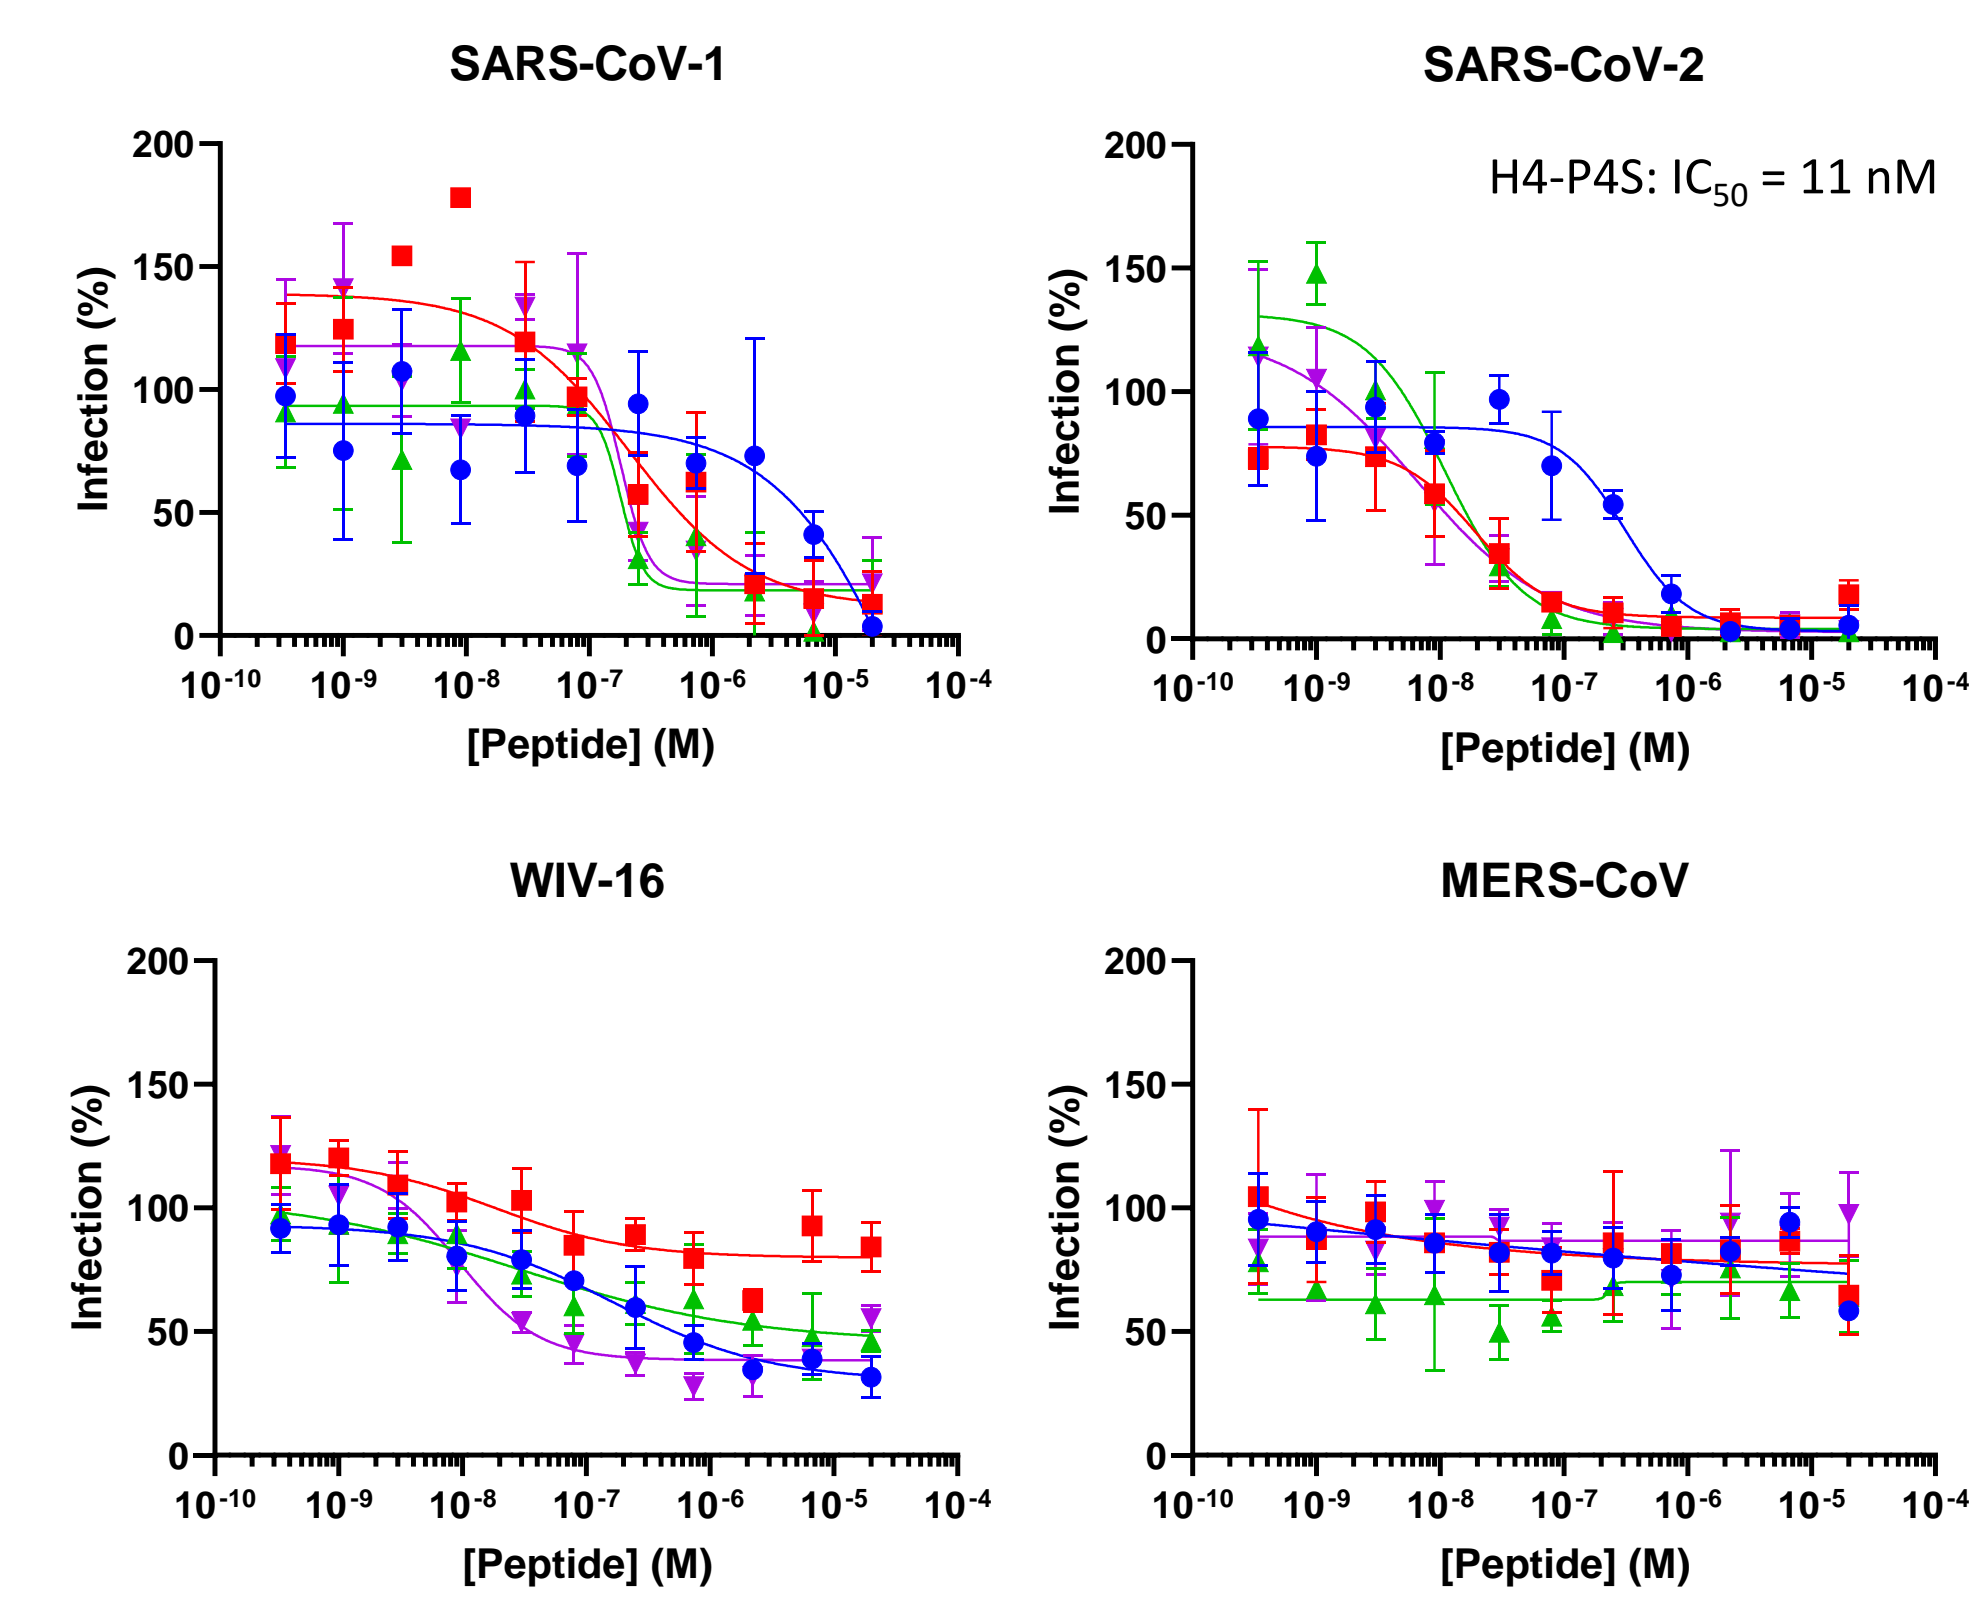 SARS-CoV-1
200
150
100
50
0
Infection (%)
10-10 10-9 10-8 10-7 10-6 10-5 10-4
[Peptide] (M)
SARS-CoV-2
H4-P4S: IC50 = 11 nM
200
150
100
50
0
Infection (%)
10-10 10-9 10-8 10-7 10-6 10-5 10-4
[Peptide] (M)
WIV-16
200
150
100
50
0
Infection (%)
10-10 10-9 10-8 10-7 10-6 10-5 10-4
[Peptide] (M)
MERS-CoV
200
150
100
50
0
Infection (%)
10-10 10-9 10-8 10-7 10-6 10-5 10-4
[Peptide] (M)